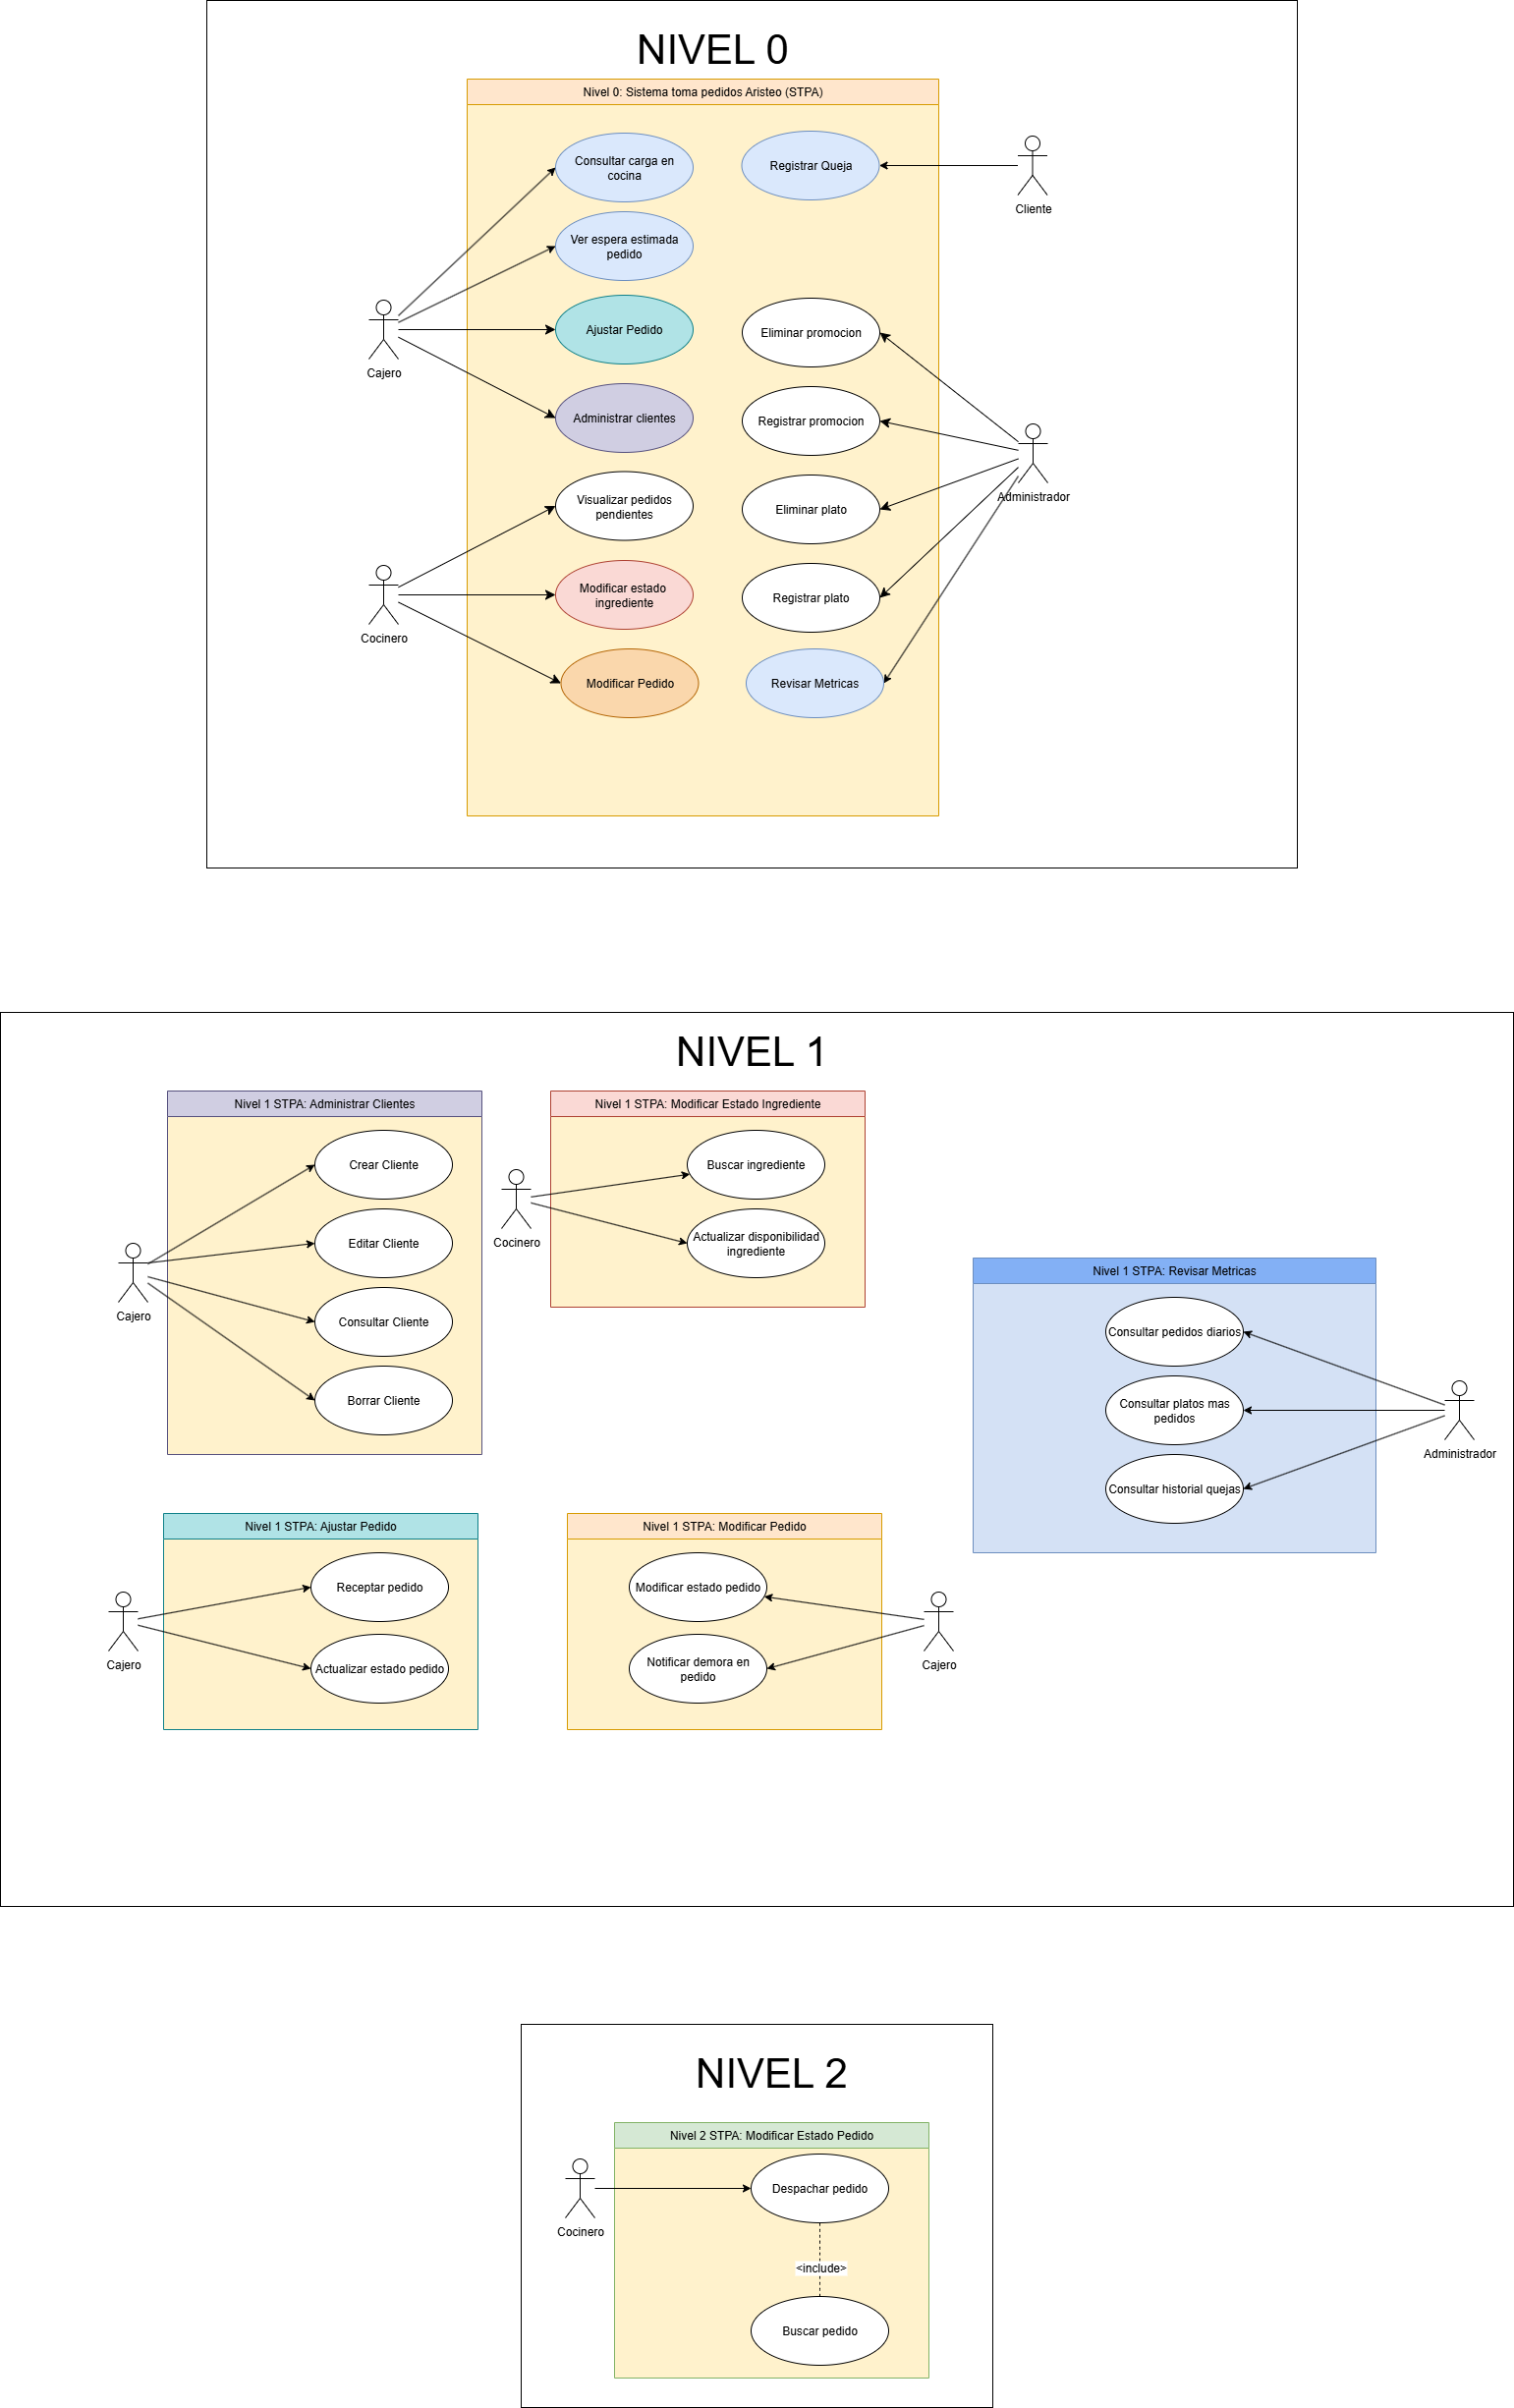 NIVEL 0
Nivel 0: Sistema toma pedidos Aristeo (STPA)
Consultar carga en
cocina
Registrar Queja
Cliente
Ver espera estimada
pedido
Ajustar Pedido
Eliminar promocion
Cajero
Administrar clientes
Registrar promocion
Administrador
Visualizar pedidos
pendientes
Eliminar plato
Modificar estado
ingrediente
Registrar plato
Cocinero
Modificar Pedido
Revisar Metricas
NIVEL 1
Nivel 1 STPA: Administrar Clientes
Crear Cliente
Editar Cliente
Consultar Cliente
Borrar Cliente
Cajero
Nivel 1 STPA: Modificar Estado Ingrediente
Buscar ingrediente
Actualizar disponibilidad
ingrediente
Cocinero
Nivel 1 STPA: Revisar Metricas
Consultar pedidos diarios
Consultar platos mas
pedidos
Consultar historial quejas
Administrador
Nivel 1 STPA: Ajustar Pedido
Receptar pedido
Actualizar estado pedido
Cajero
Nivel 1 STPA: Modificar Pedido
Modificar estado pedido
Notificar demora en
pedido
Cajero
NIVEL 2
Nivel 2 STPA: Modificar Estado Pedido
Despachar pedido
Cocinero
<include>
Buscar pedido